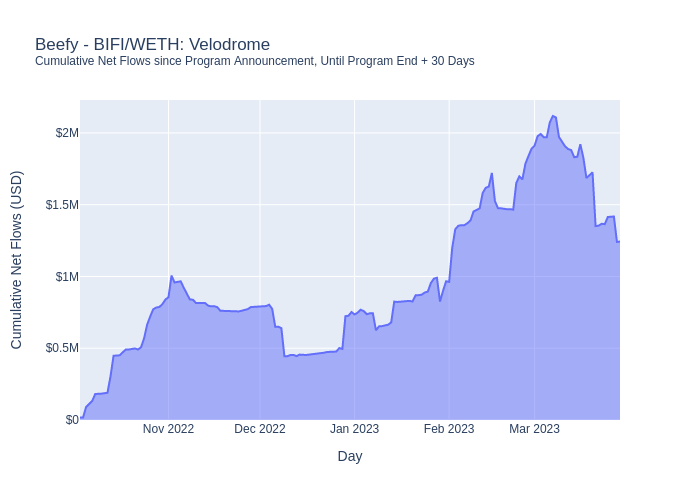 Beefy - BIFI/WETH: Velodrome
Cumulative Net Flows since Program Announcement, Until Program End + 30 Days
Cumulative Net Flows (USD)
$2M
$1.5M
$1M
$0.5M
$0
Nov 2022
Dec 2022
Jan 2023
Feb 2023
Mar 2023
Day